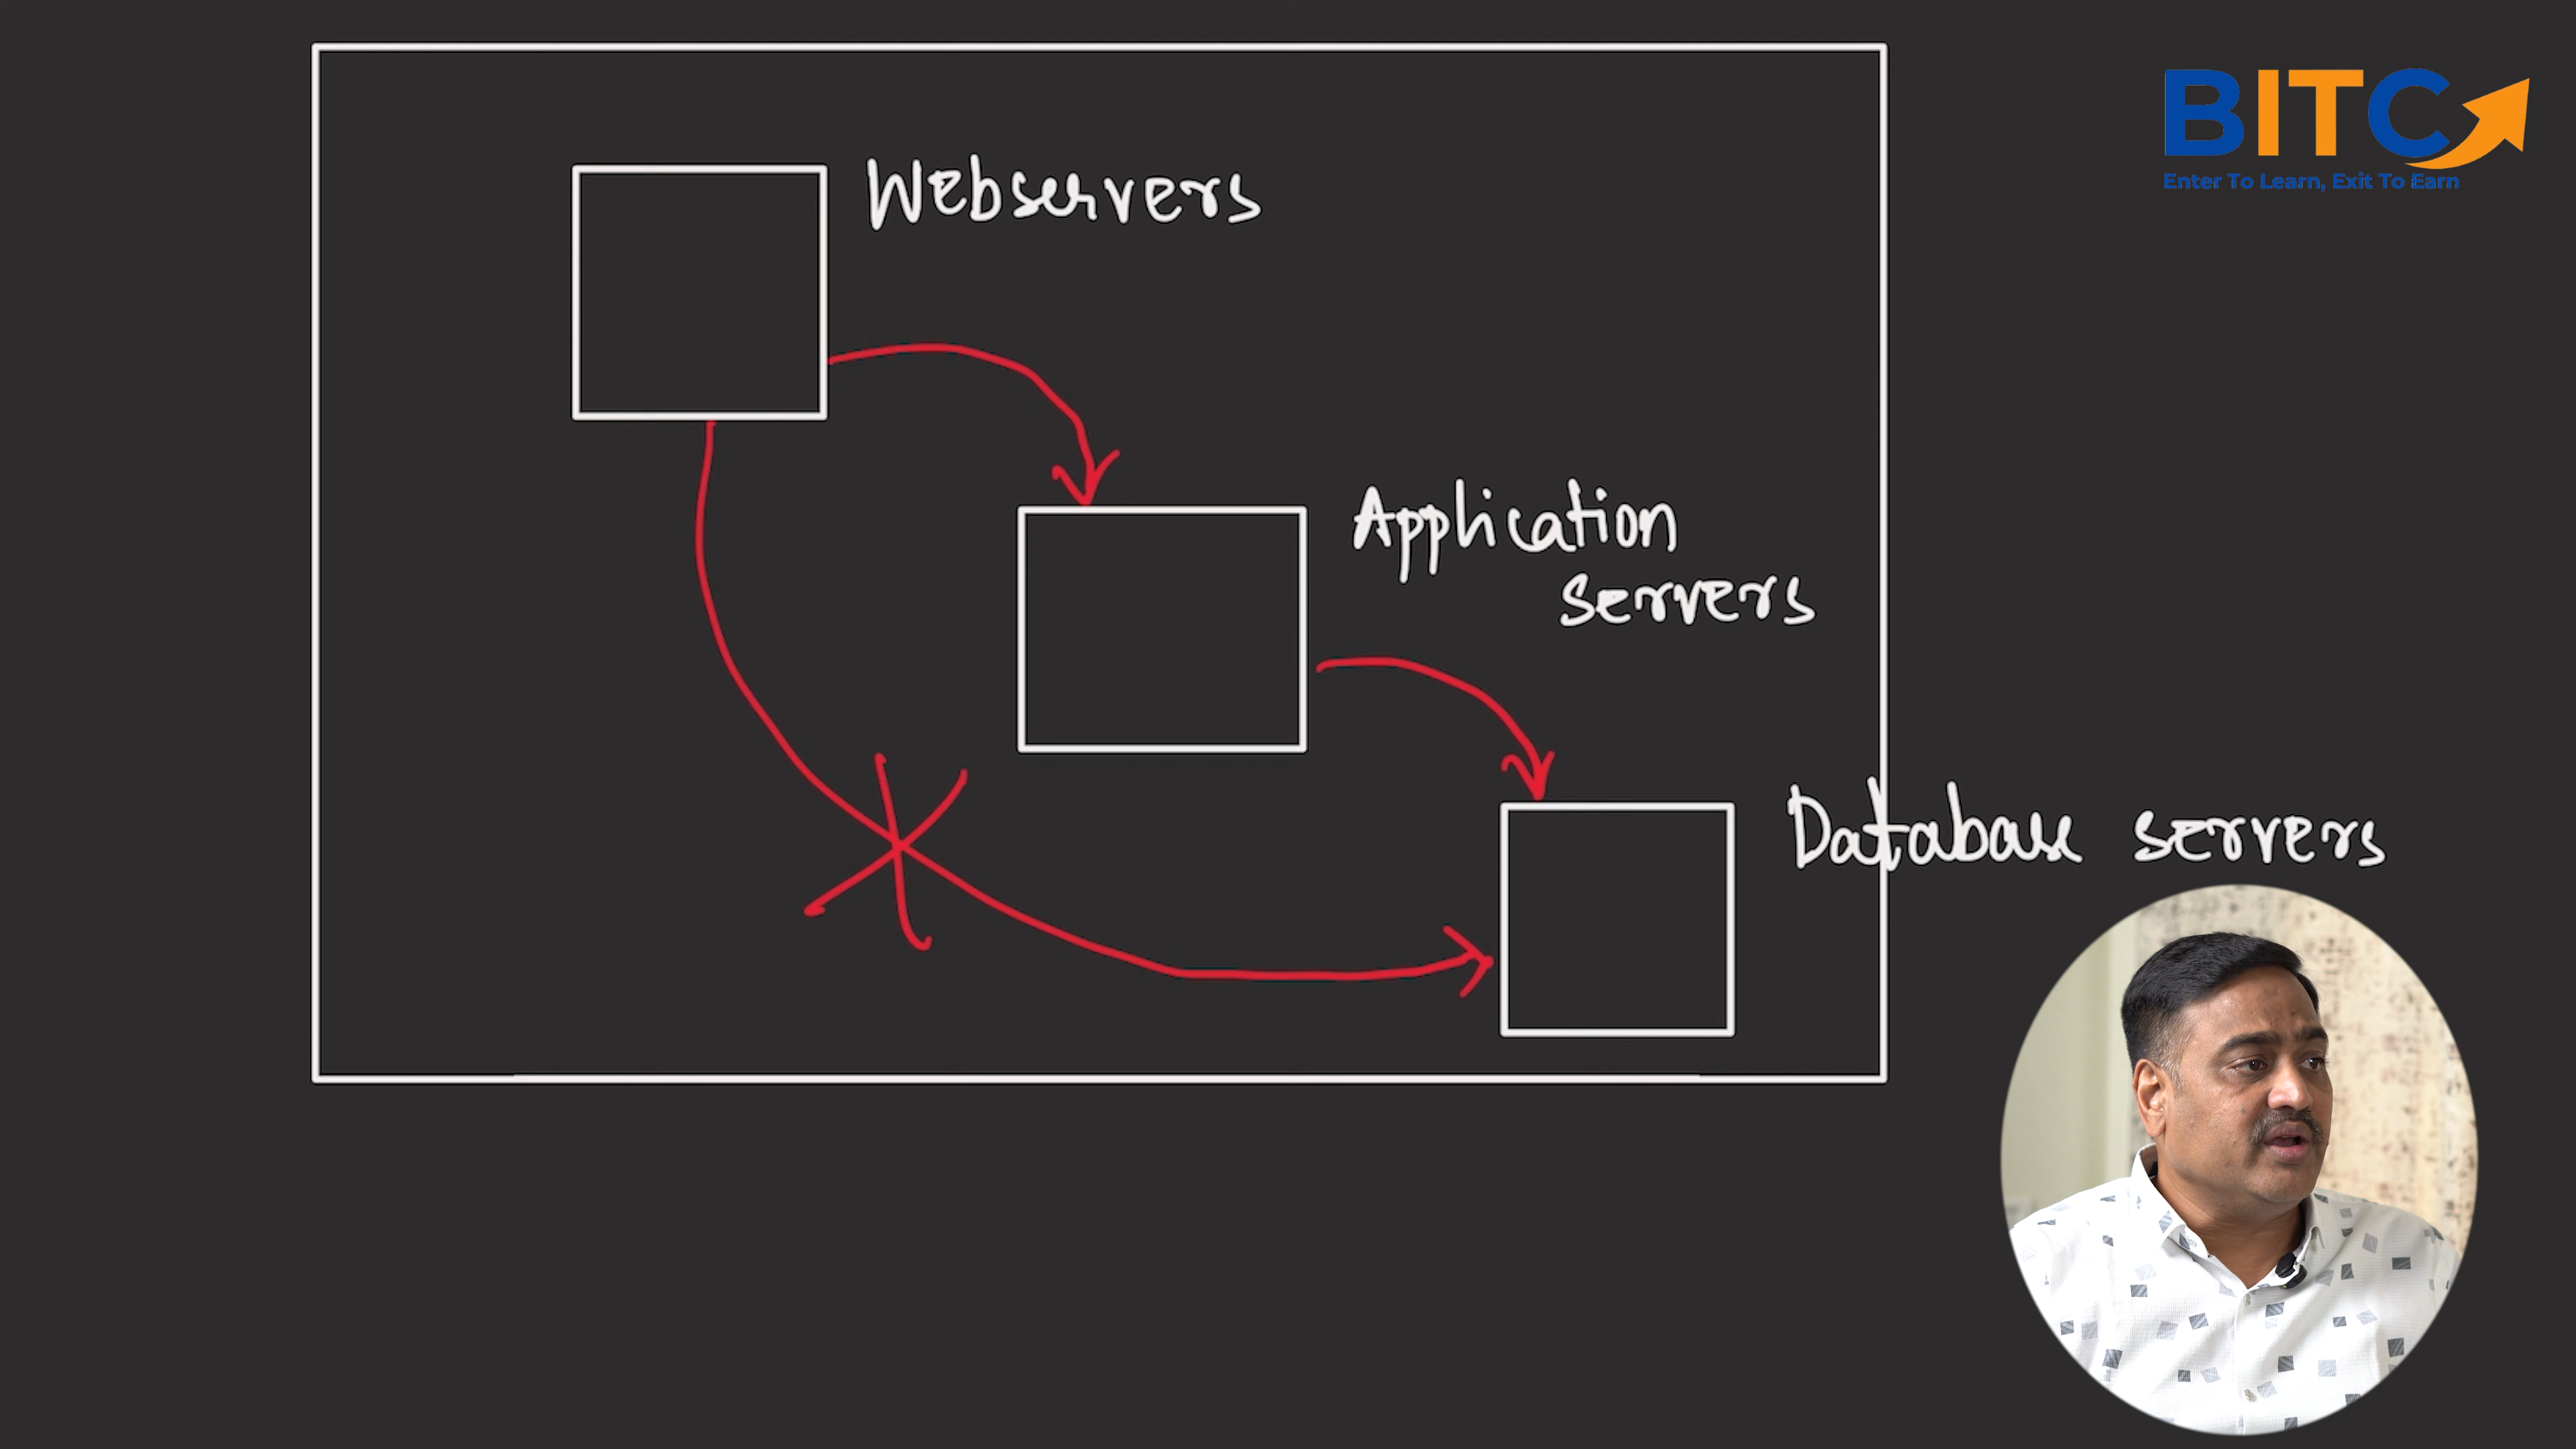 BITC
Enter To Learn, Exit To Earn
Webservers
Application
servers
Database servers